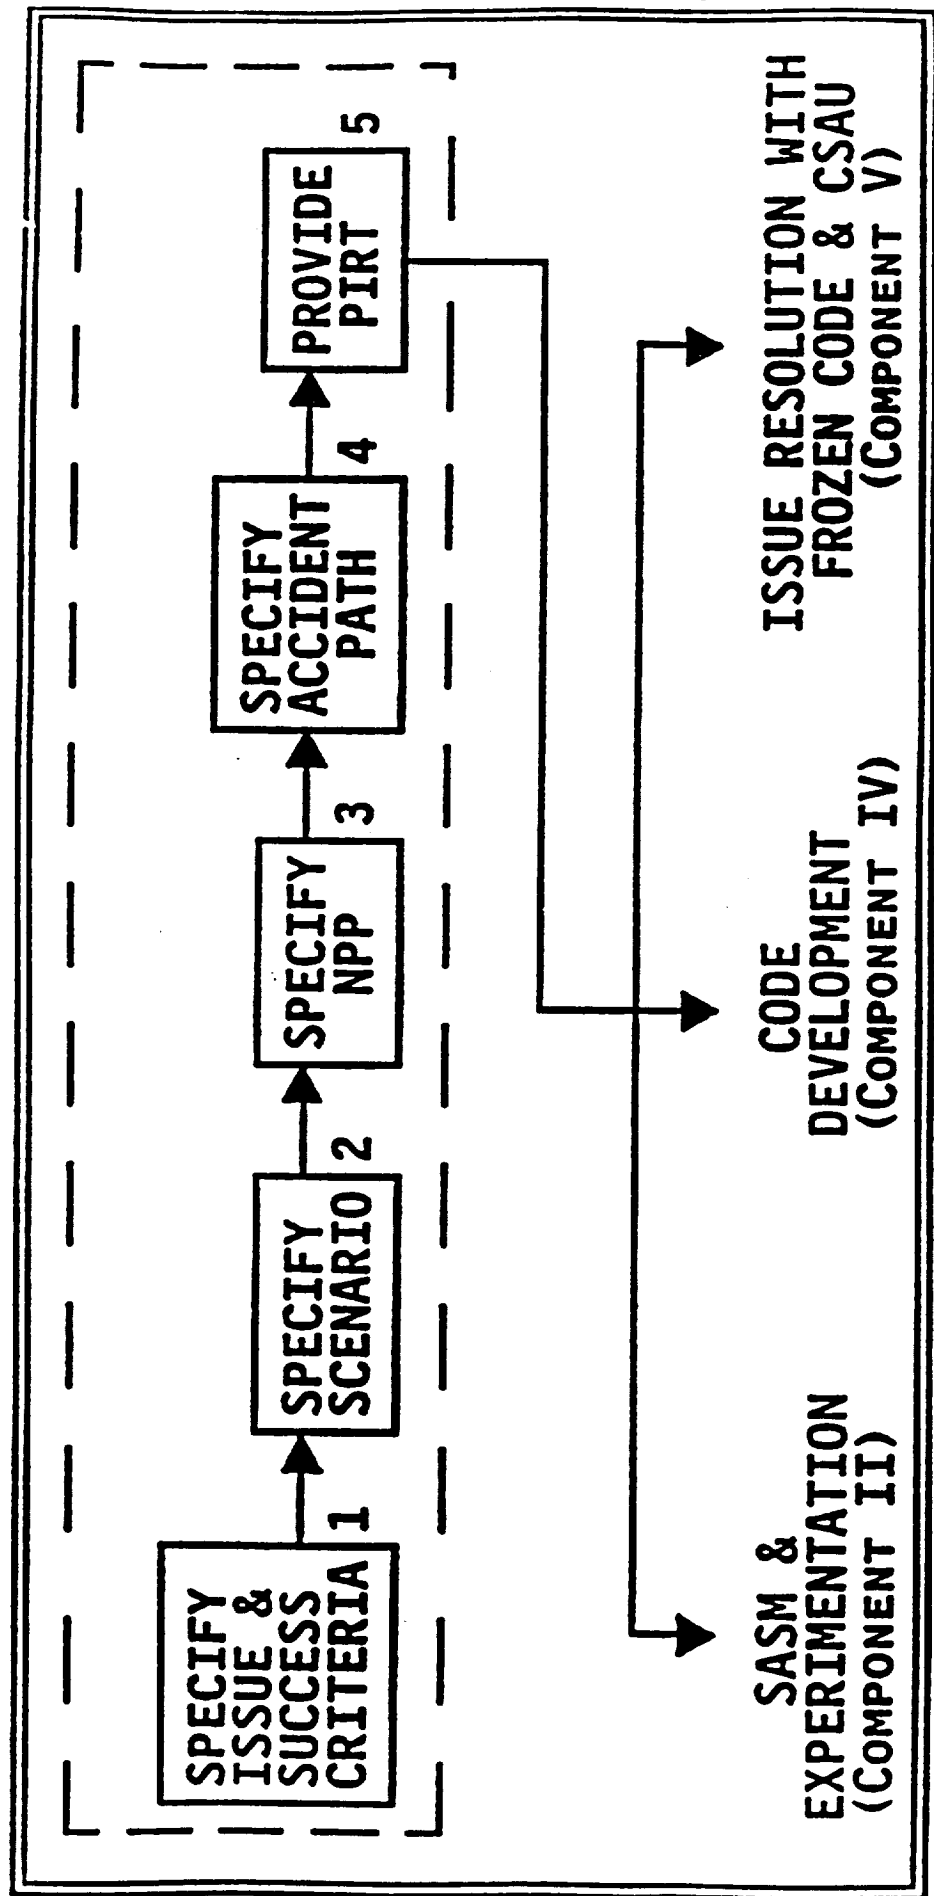 SPECIFY
ISSUE &
SUCCESS
CRITERIA
1
SPECIFY
SCENARIO
2
SPECIFY
NPP
3
SPECIFY
ACCIDENT
PATH
4
PROVIDE
PIRT
5
SASM &
EXPERIMENTATION
(COMPONENT II)
CODE
DEVELOPMENT
(COMPONENT IV)
ISSUE RESOLUTION WITH
FROZEN CODE & CSAU
(COMPONENT V)